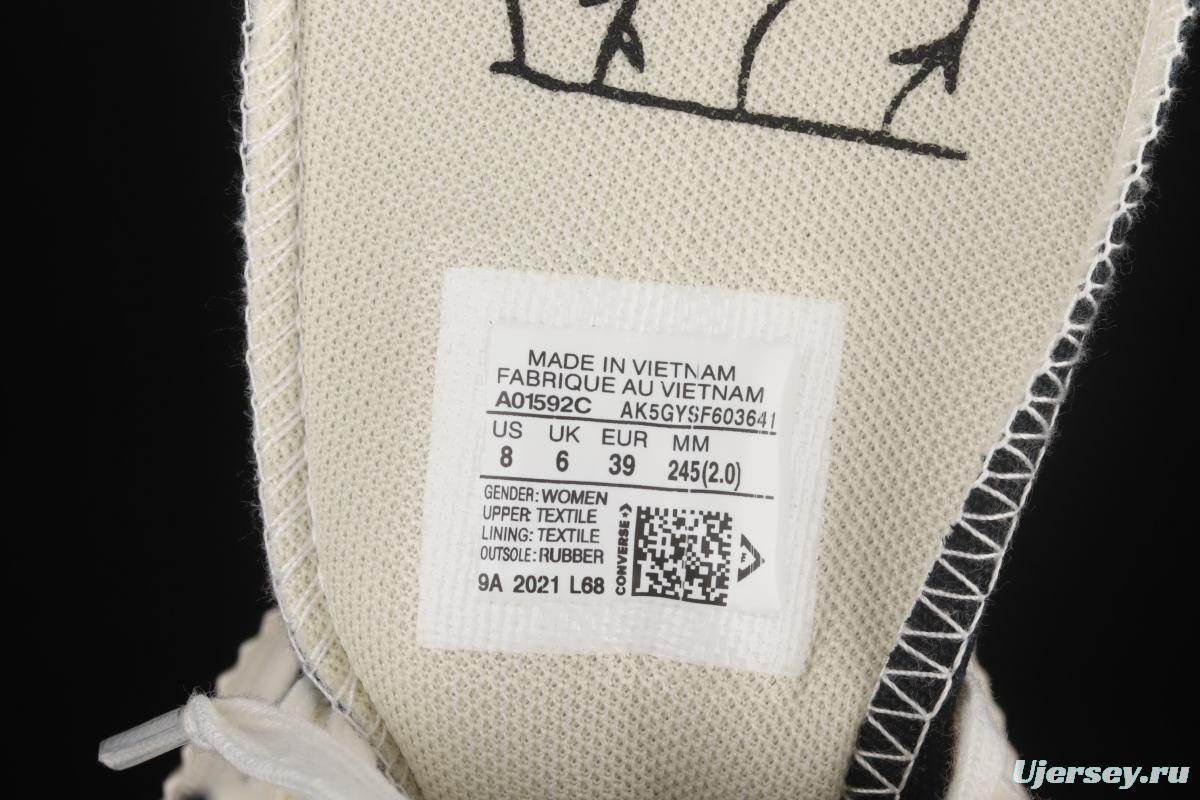 MADE IN VIETNAM
FABRIQUE AU VIETNAM
A01592C AK5GYSF603641
US UK EUR MM
8 6 39 245(2.0)
GENDER: WOMEN
UPPER: TEXTILE
LINING: TEXTILE
OUTSOLE: RUBBER
9A 2021 L68
CONVERSE
Ujersey.ru